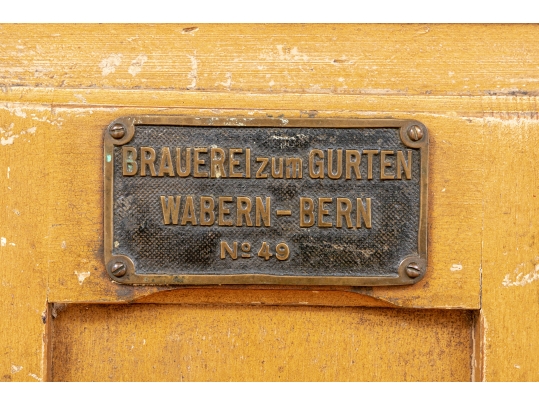 BRAUEREI zum GURTEN
WABERN - BERN
No 49